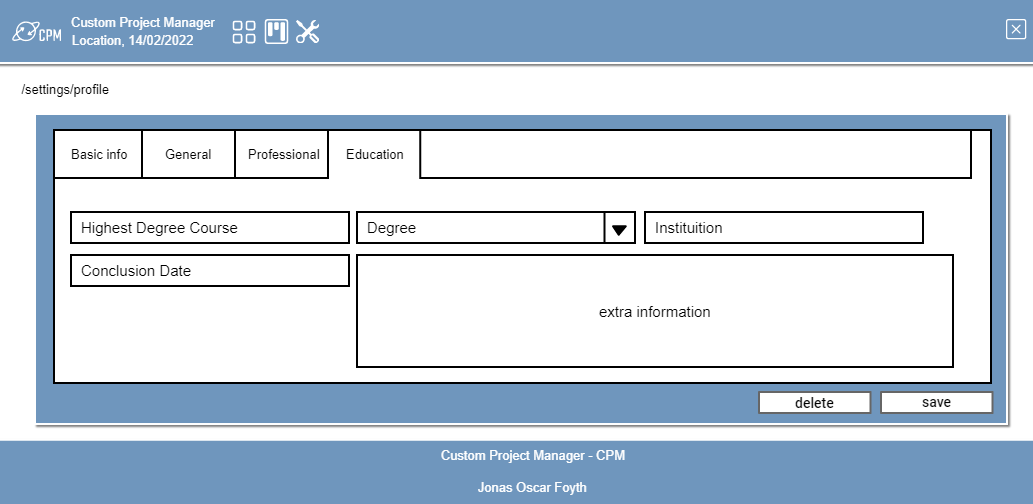 CPM
Custom Project Manager
Location, 14/02/2022
/settings/profile
Basic info
General
Professional
Education
Highest Degree Course
Degree
Instituition
Conclusion Date
extra information
delete
save
Custom Project Manager - CPM
Jonas Oscar Foyth